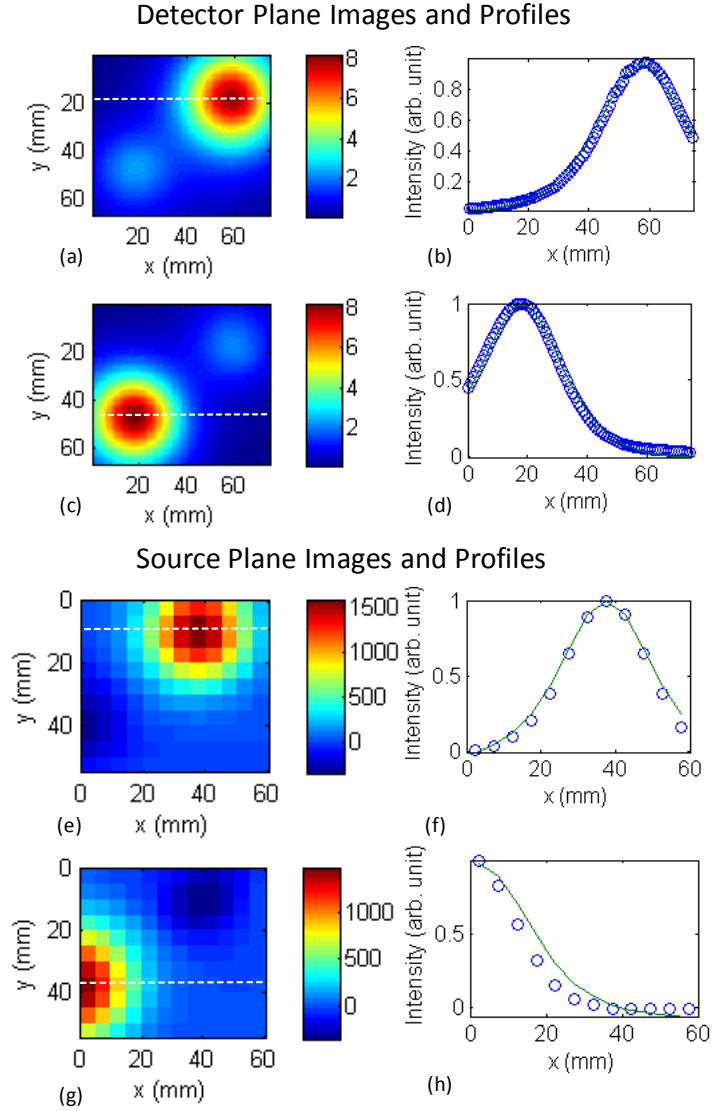 Detector Plane Images and Profiles
y (mm)
20
40
60
20 40 60
x (mm)
8
6
4
2
(a)
Intensity (arb. unit)
0.8
0.6
0.4
0.2
0 20 40 60
x (mm)
(b)
y (mm)
20
40
60
20 40 60
x (mm)
8
6
4
2
(c)
Intensity (arb. unit)
1
0.5
0
0 20 40 60
x (mm)
(d)
Source Plane Images and Profiles
y (mm)
0
20
40
0 20 40 60
x (mm)
1500
1000
500
0
(e)
Intensity (arb. unit)
1
0.5
0
0 20 40 60
x (mm)
(f)
y (mm)
0
20
40
0 20 40 60
x (mm)
1000
500
0
(g)
Intensity (arb. unit)
0.5
0
0 20 40 60
x (mm)
(h)